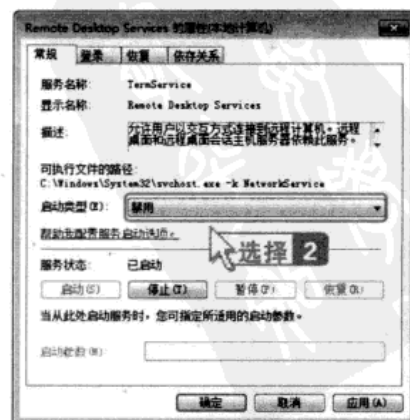 Remote Desktop Services 的属性(本地计算机)
常规 登录 恢复 依存关系
服务名称: TermService
显示名称: Remote Desktop Services
描述: 允许用户以交互方式连接到远程计算机。远程
桌面和远程桌面会话主机服务器依赖此服务。
可执行文件的路径:
C:\Windows\System32\svchost.exe -k NetworkService
启动类型(E): 禁用
帮助我配置服务启动选项。
选择 2
服务状态: 已启动
启动(S) 停止(T) 暂停(P) 恢复(R)
当从此处启动服务时，您可指定所适用的启动参数。
启动参数(M):
确定 取消 应用(A)